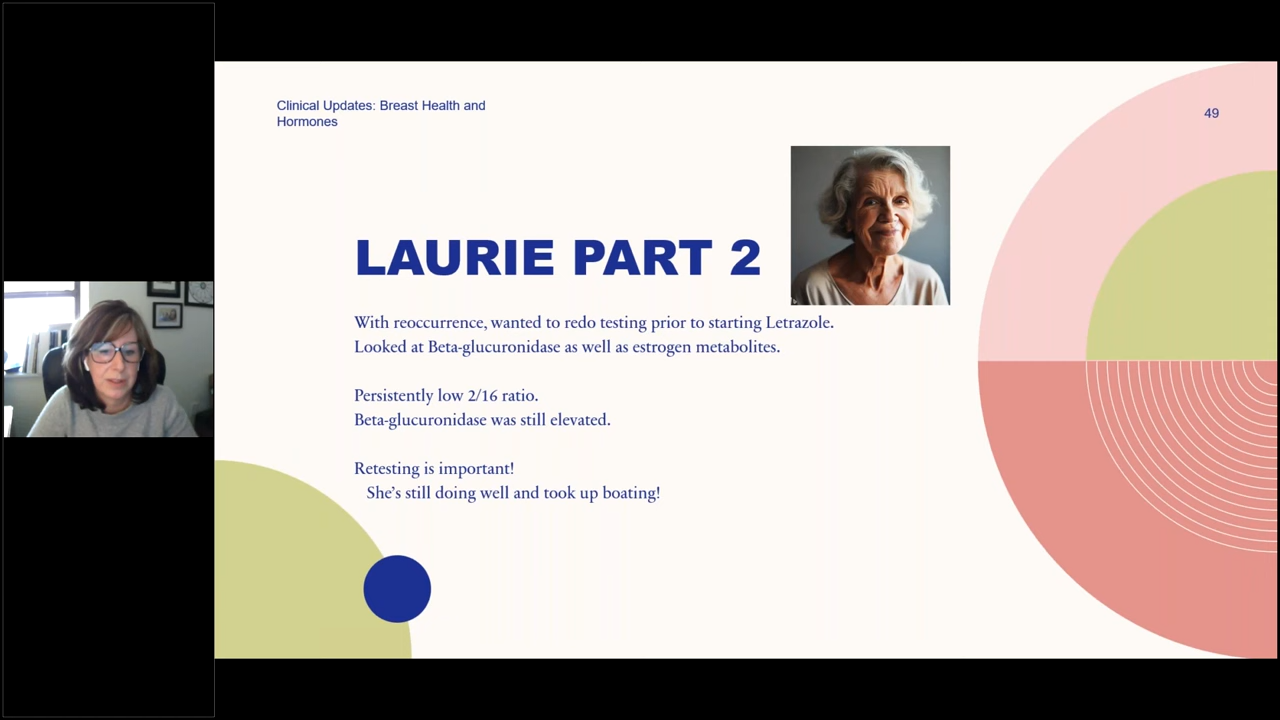 Clinical Updates: Breast Health and
Hormones
49
LAURIE PART 2
With reoccurrence, wanted to redo testing prior to starting Letrazole.
Looked at Beta-glucuronidase as well as estrogen metabolites.
Persistently low 2/16 ratio.
Beta-glucuronidase was still elevated.
Retesting is important!
She’s still doing well and took up boating!